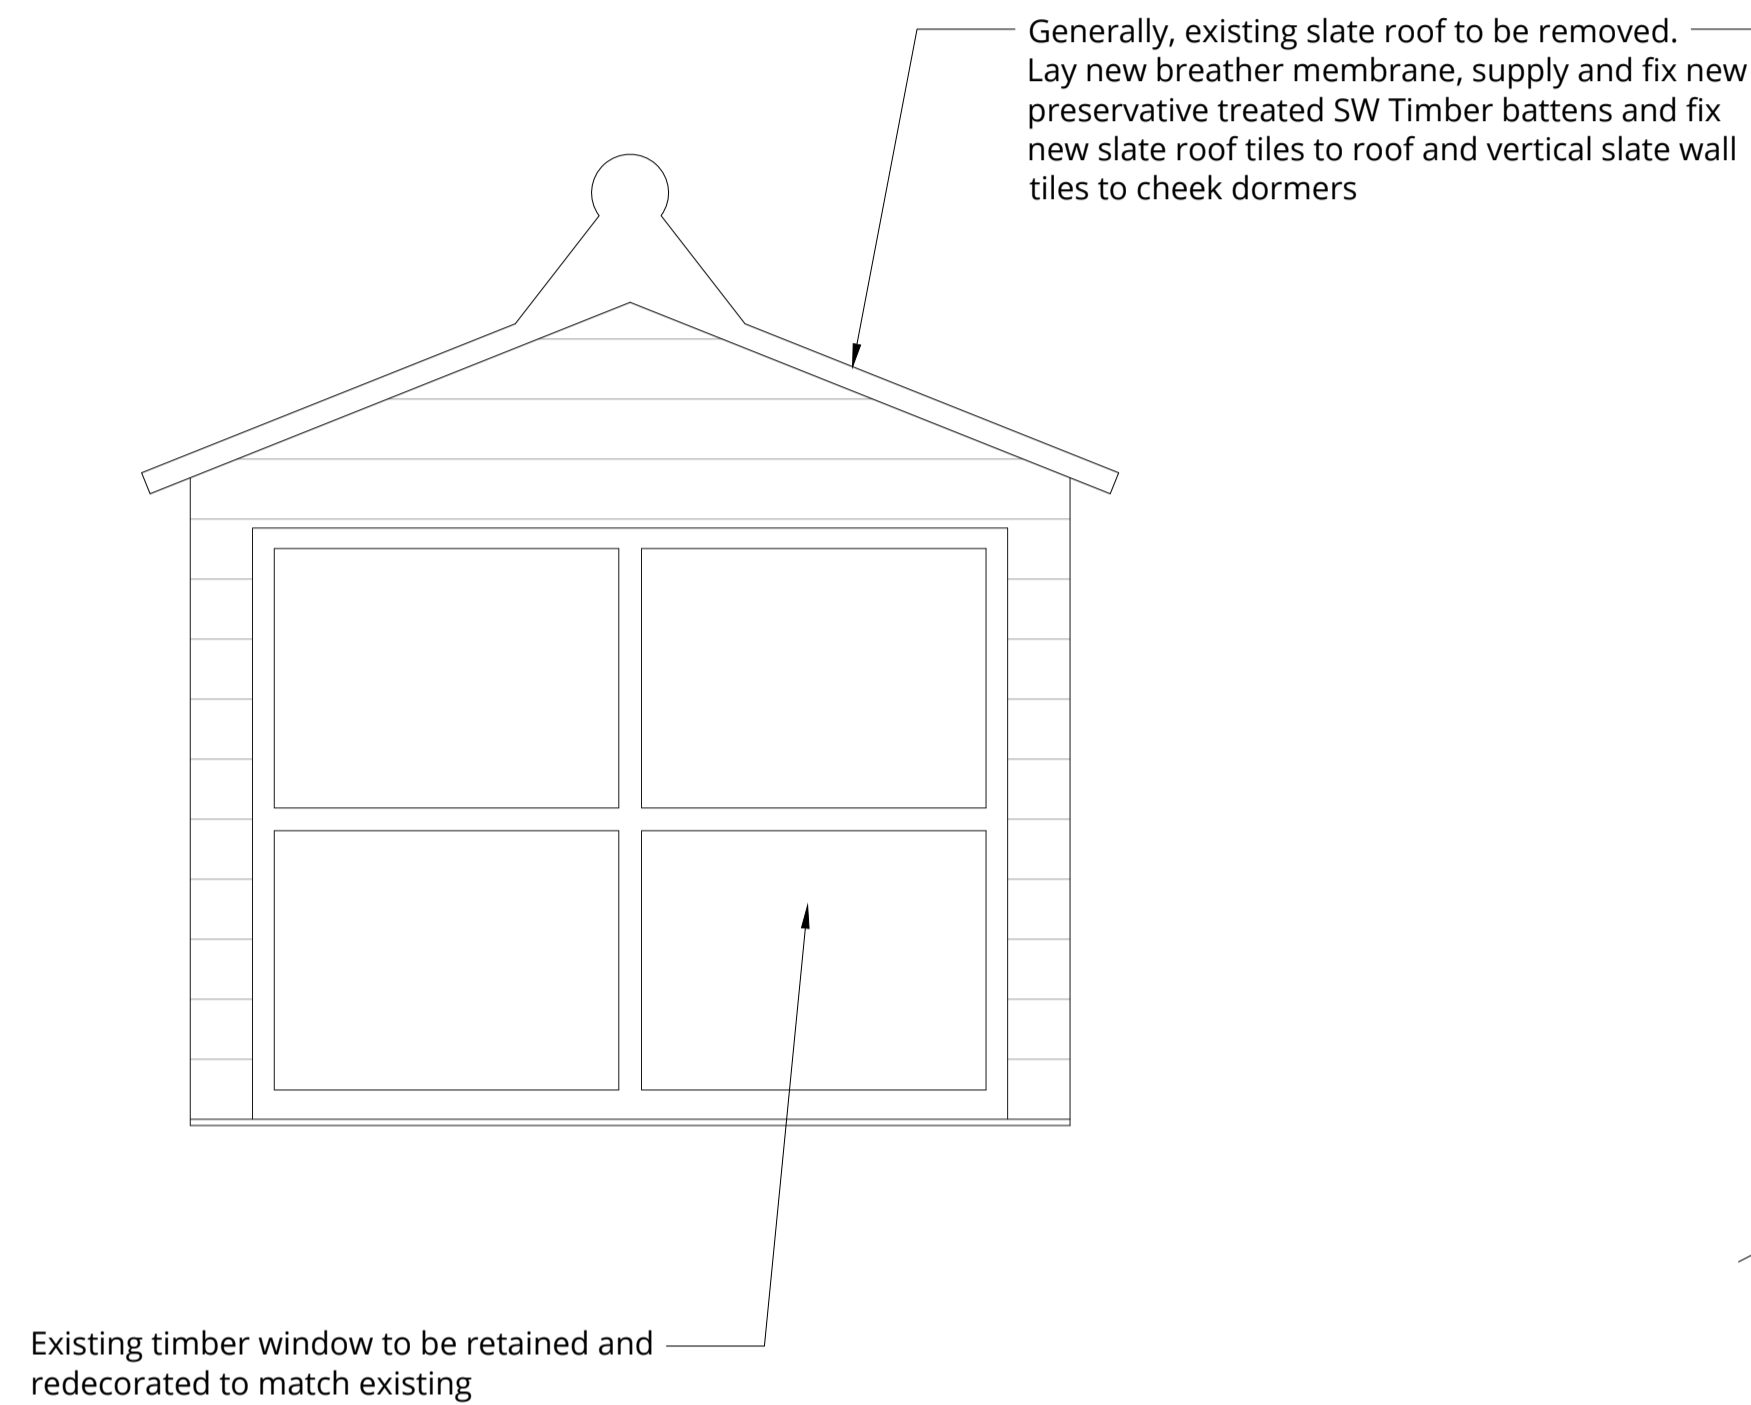 Generally, existing slate roof to be removed.
Lay new breather membrane, supply and fix new
preservative treated SW Timber battens and fix
new slate roof tiles to roof and vertical slate wall
tiles to cheek dormers
Existing timber window to be retained and
redecorated to match existing